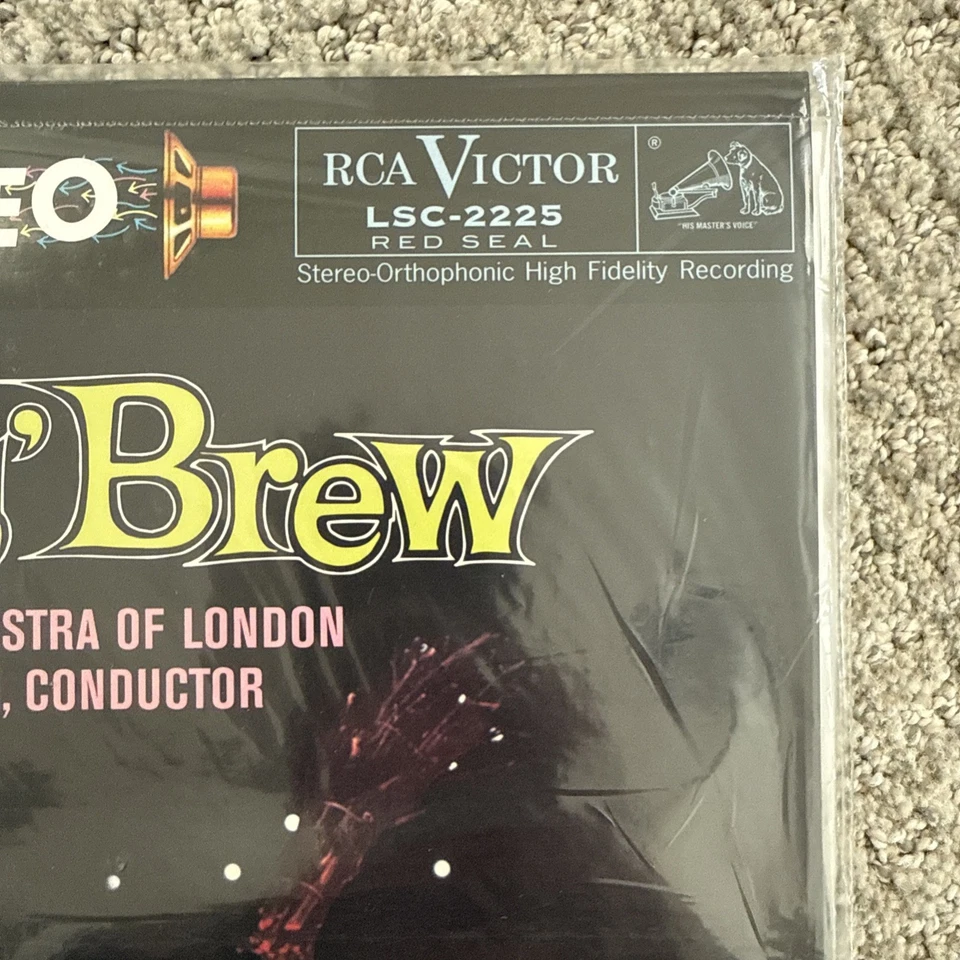 EO
RCA VICTOR
LSC-2225
RED SEAL
®
"HIS MASTER'S VOICE"
Stereo-Orthophonic High Fidelity Recording
' Brew
STRA OF LONDON
, CONDUCTOR